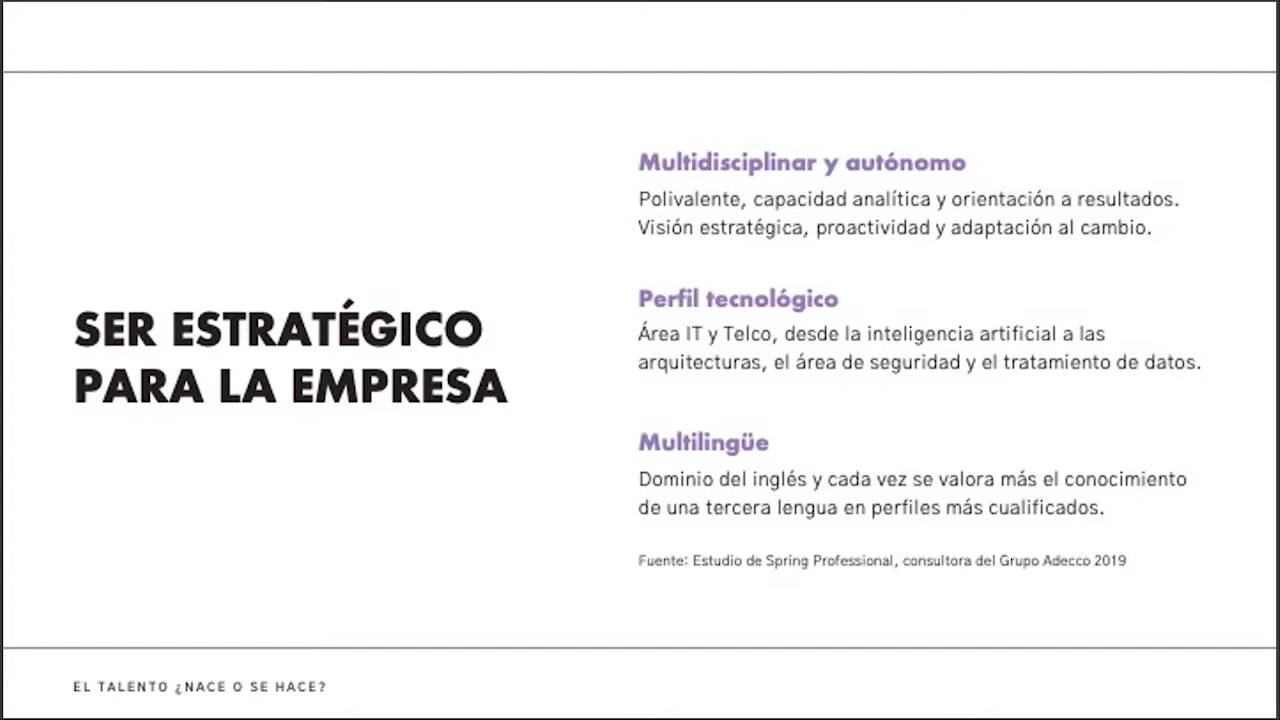 SER ESTRATÉGICO
PARA LA EMPRESA
Multidisciplinar y autónomo
Polivalente, capacidad analítica y orientación a resultados.
Visión estratégica, proactividad y adaptación al cambio.
Perfil tecnológico
Área IT y Telco, desde la inteligencia artificial a las
arquitecturas, el área de seguridad y el tratamiento de datos.
Multilingüe
Dominio del inglés y cada vez se valora más el conocimiento
de una tercera lengua en perfiles más cualificados.
Fuente: Estudio de Spring Professional, consultora del Grupo Adecco 2019
EL TALENTO ¿NACE O SE HACE?